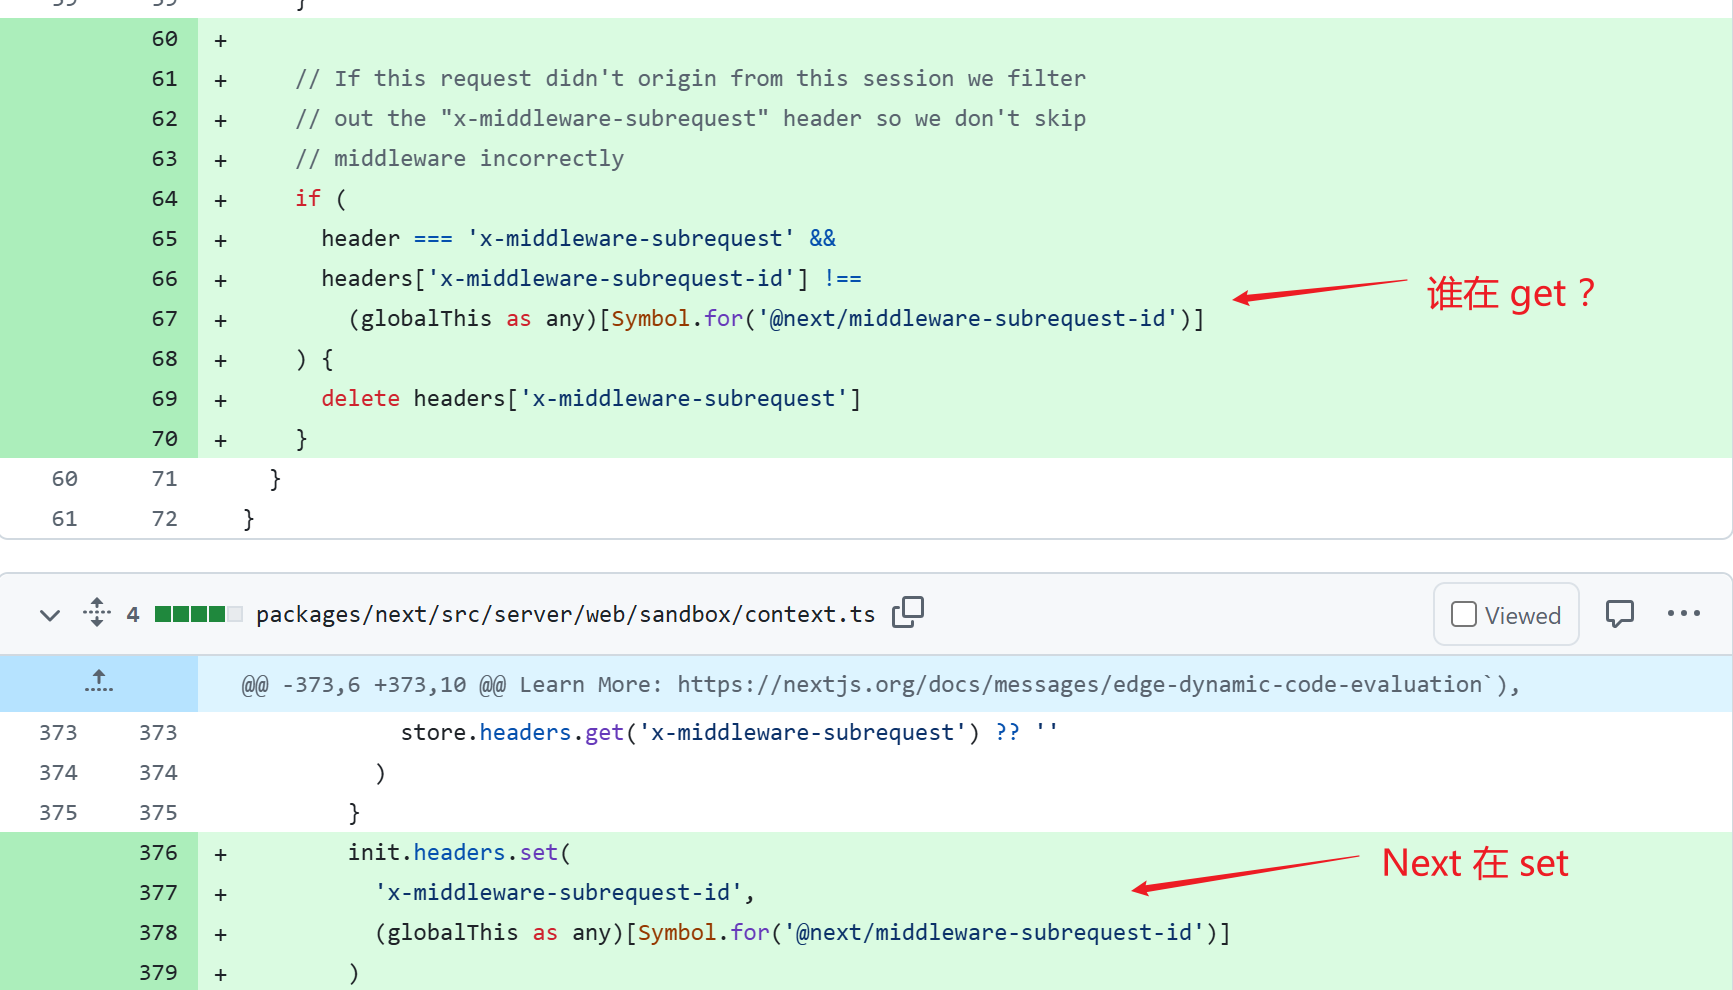 59 59 }
60 +
61 + // If this request didn't origin from this session we filter
62 + // out the "x-middleware-subrequest" header so we don't skip
63 + // middleware incorrectly
64 + if (
65 + header === 'x-middleware-subrequest' &&
66 + headers['x-middleware-subrequest-id'] !==
谁在 get？
67 + (globalThis as any)[Symbol.for('@next/middleware-subrequest-id')]
68 + ) {
69 + delete headers['x-middleware-subrequest']
70 + }
60 71 }
61 72 }
4 packages/next/src/server/web/sandbox/context.ts Viewed
@@ -373,6 +373,10 @@ Learn More: https://nextjs.org/docs/messages/edge-dynamic-code-evaluation`),
373 373 store.headers.get('x-middleware-subrequest') ?? ''
374 374 )
375 375 }
376 + init.headers.set(
Next 在 set
377 + 'x-middleware-subrequest-id',
378 + (globalThis as any)[Symbol.for('@next/middleware-subrequest-id')]
379 + )